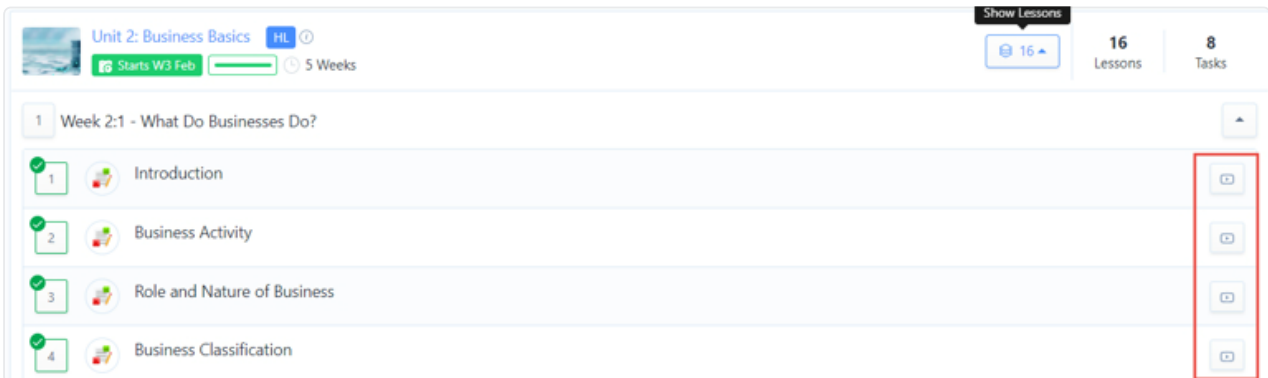 Show Lessons
Unit 2: Business Basics HL
16
16
8
Starts W3 Feb 5 Weeks
Lessons
Tasks
1 Week 2:1 - What Do Businesses Do?
1 Introduction
2 Business Activity
3 Role and Nature of Business
4 Business Classification